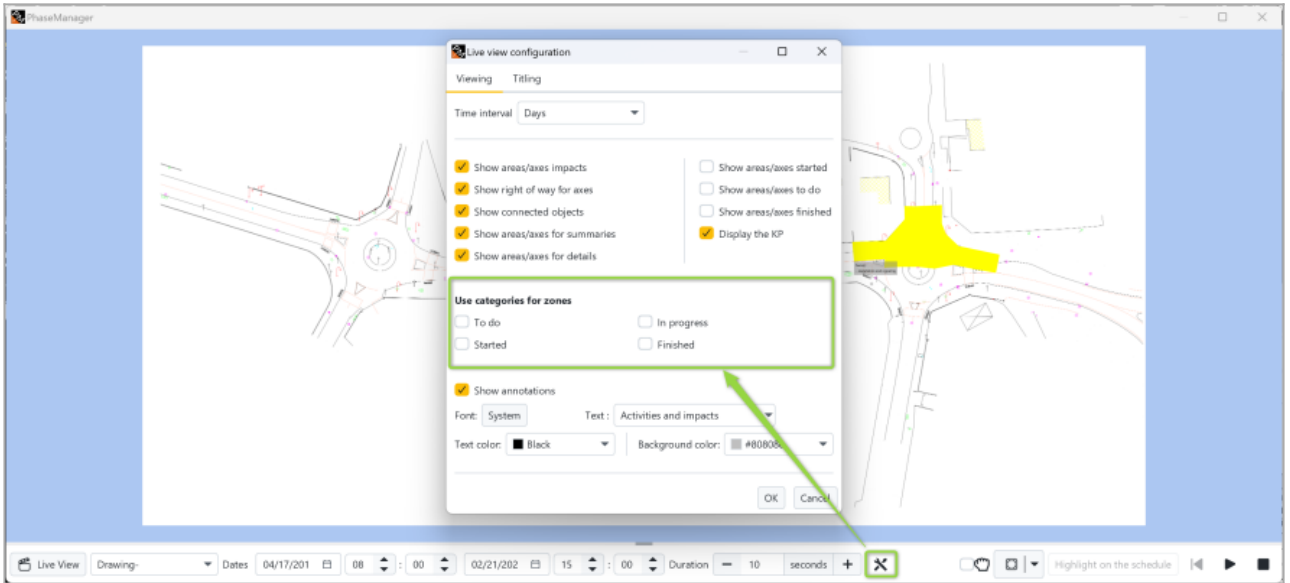 PhaseManager
Live view configuration
Viewing Titling
Time interval Days
Show areas/axes impacts Show areas/axes started
Show right of way for axes Show areas/axes to do
Show connected objects Show areas/axes finished
Show areas/axes for summaries Display the KP
Show areas/axes for details
Use categories for zones
To do In progress
Started Finished
Show annotations
Font: System Text : Activities and impacts
Text color: Black Background color:
OK Cancel
Live View Drawing- Dates 04/17/201 08 : 00 02/21/202 15 : 00 Duration 10 seconds + Highlight on the schedule